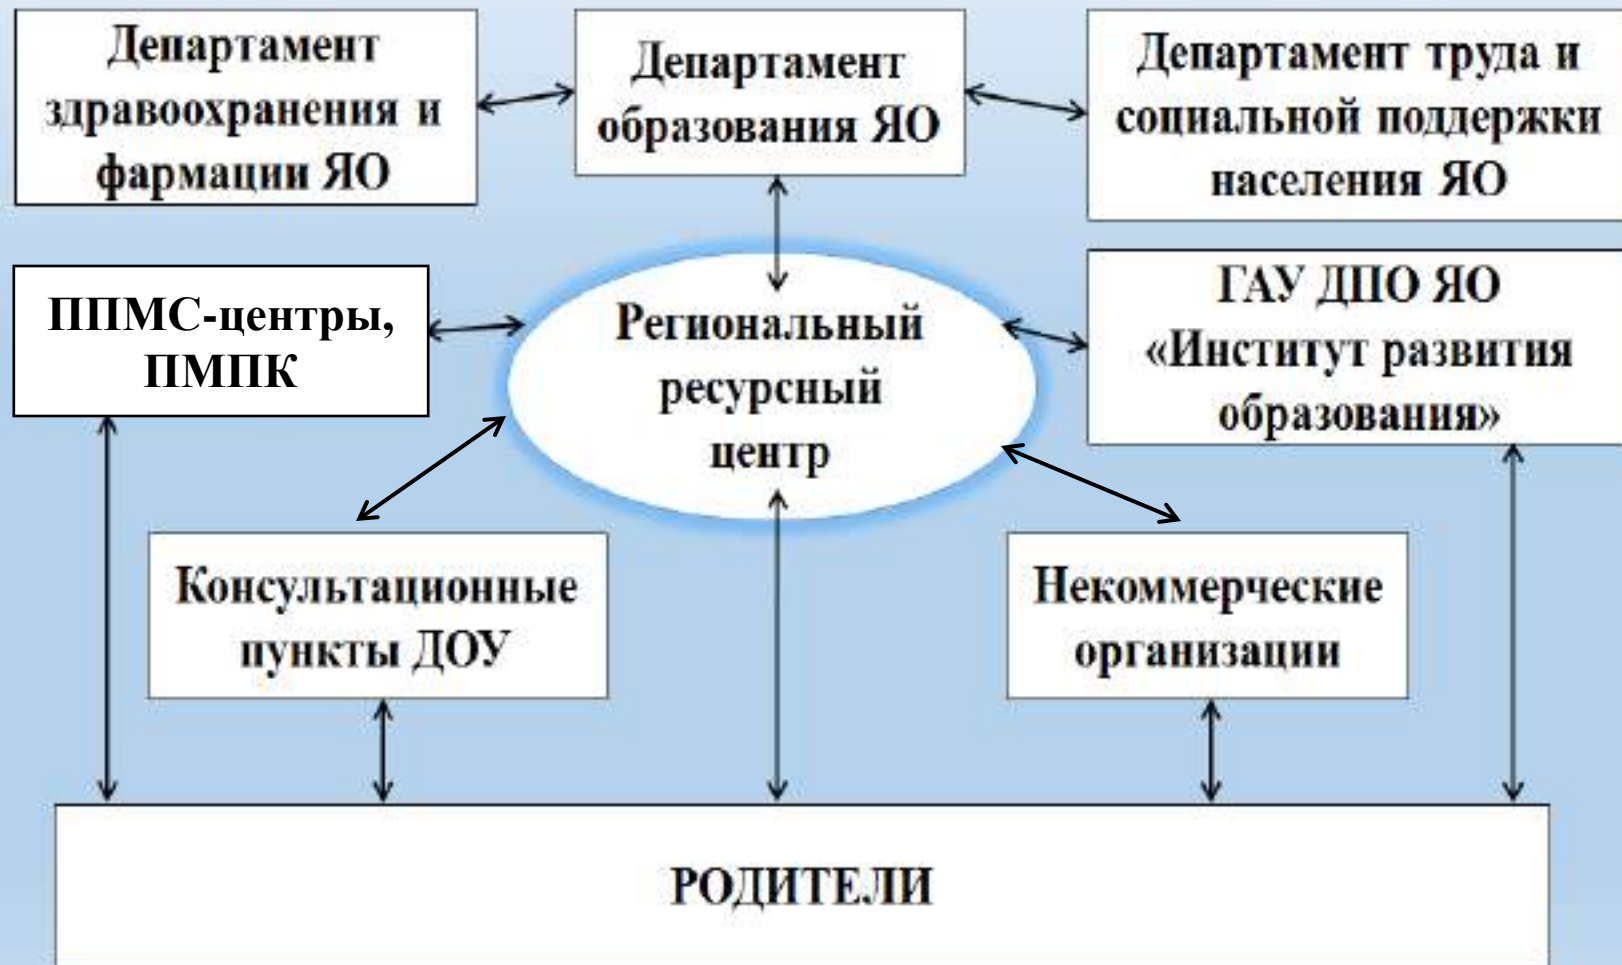 Департамент
здравоохранения и
фармации ЯО
Департамент
образования ЯО
Департамент труда и
социальной поддержки
населения ЯО
ППМС-центры,
ПМПК
Региональный
ресурсный
центр
ГАУ ДПО ЯО
«Институт развития
образования»
Консультационные
пункты ДОУ
Некоммерческие
организации
РОДИТЕЛИ